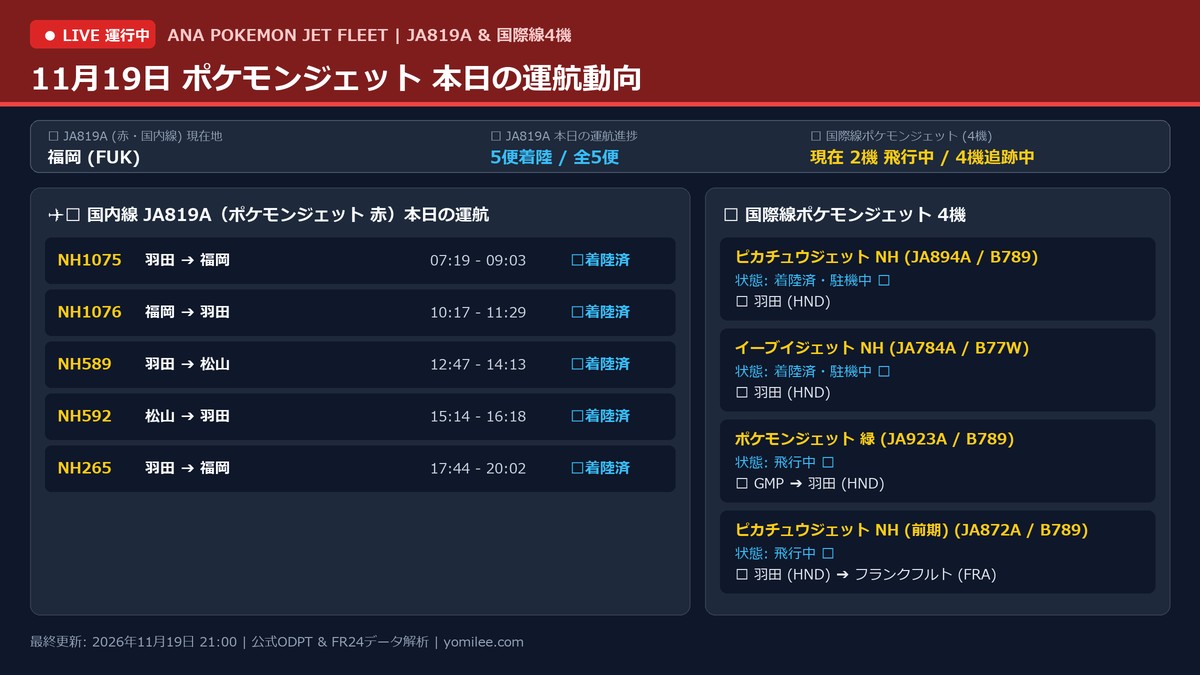 ● LIVE 運行中 ANA POKEMON JET FLEET | JA819A & 国際線4機
11月19日 ポケモンジェット 本日の運航動向
□ JA819A (赤・国内線) 現在地
福岡 (FUK)
□ JA819A 本日の運航進捗
5便着陸 / 全5便
□ 国際線ポケモンジェット (4機)
現在 2機 飛行中 / 4機追跡中
✈□ 国内線 JA819A（ポケモンジェット 赤）本日の運航
NH1075 羽田 → 福岡 07:19 - 09:03 □着陸済
NH1076 福岡 → 羽田 10:17 - 11:29 □着陸済
NH589 羽田 → 松山 12:47 - 14:13 □着陸済
NH592 松山 → 羽田 15:14 - 16:18 □着陸済
NH265 羽田 → 福岡 17:44 - 20:02 □着陸済
□ 国際線ポケモンジェット 4機
ピカチュウジェット NH (JA894A / B789)
状態: 着陸済・駐機中 □
□ 羽田 (HND)
イーブイジェット NH (JA784A / B77W)
状態: 着陸済・駐機中 □
□ 羽田 (HND)
ポケモンジェット 緑 (JA923A / B789)
状態: 飛行中 □
□ GMP ➔ 羽田 (HND)
ピカチュウジェット NH (前期) (JA872A / B789)
状態: 飛行中 □
□ 羽田 (HND) ➔ フランクフルト (FRA)
最終更新: 2026年11月19日 21:00 | 公式ODPT & FR24データ解析 | yomilee.com